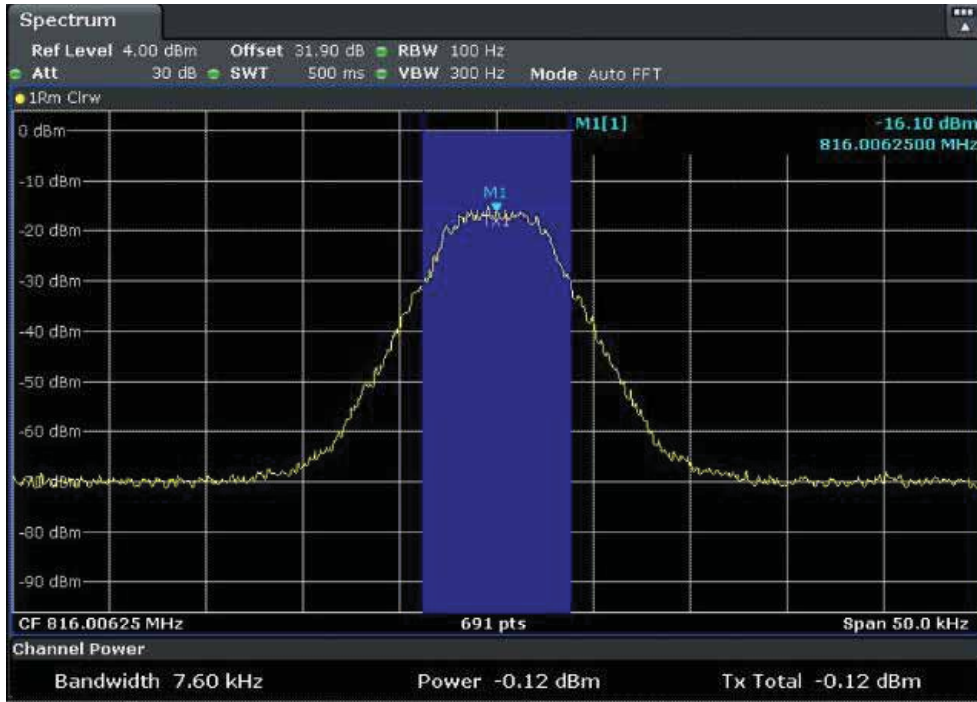 Spectrum
Ref Level 4.00 dBm Offset 31.90 dB RBW 100 Hz
Att 30 dB SWT 500 ms VBW 300 Hz Mode Auto FFT
1Rm Clrw
M1[1] -16.10 dBm
816.0062500 MHz
0 dBm
-10 dBm
M1
-20 dBm
-30 dBm
-40 dBm
-50 dBm
-60 dBm
-80 dBm
-90 dBm
CF 816.00625 MHz 691 pts Span 50.0 kHz
Channel Power
Bandwidth 7.60 kHz Power -0.12 dBm Tx Total -0.12 dBm